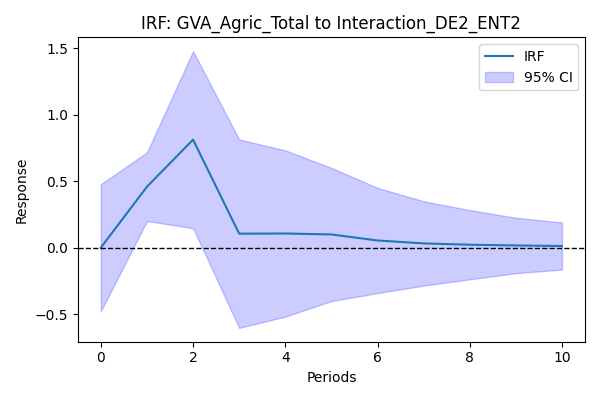 IRF: GVA_Agric_Total to Interaction_DE2_ENT2
IRF
95% CI
Response
1.5
1.0
0.5
0.0
−0.5
0
2
4
6
8
10
Periods